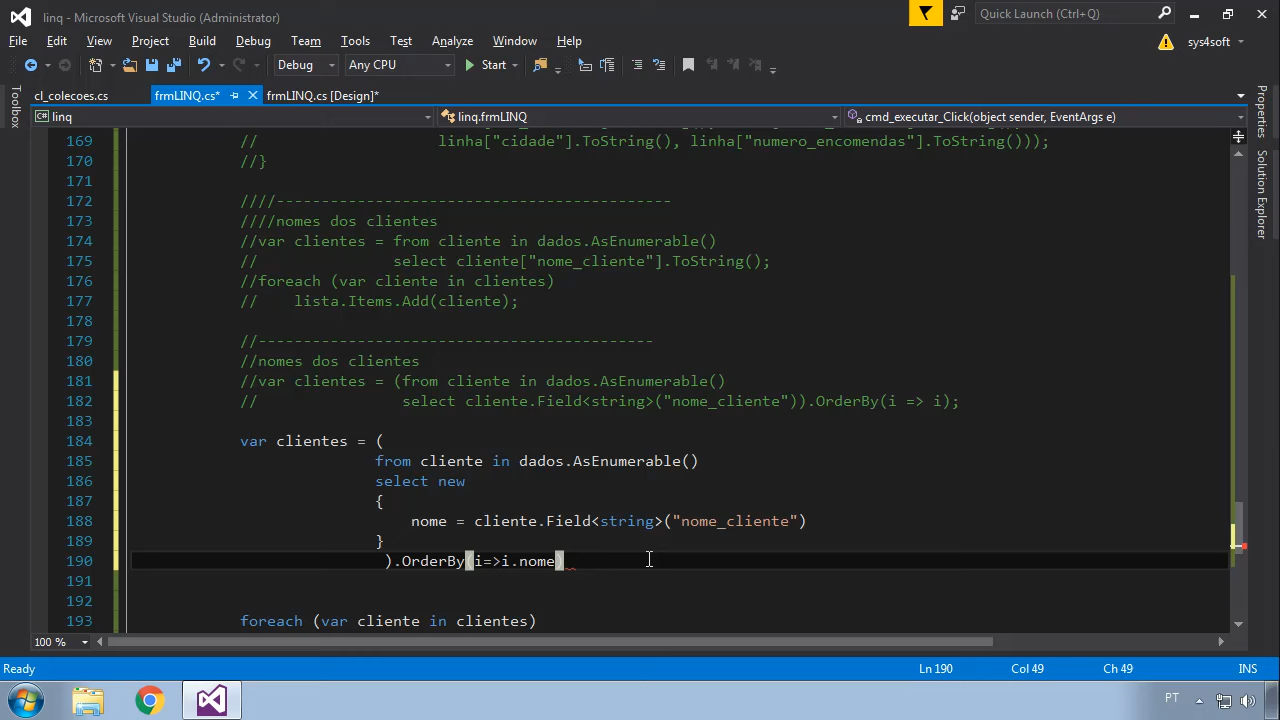 linq - Microsoft Visual Studio (Administrator)
Quick Launch (Ctrl+Q)
File Edit View Project Build Debug Team Tools Test Analyze Window Help
sys4soft
Debug Any CPU Start
cl_colecoes.cs frmLINQ.cs* frmLINQ.cs [Design]*
linq linq.frmLINQ cmd_executar_Click(object sender, EventArgs e)
Toolbox
Properties
Solution Explorer
169 // linha["cidade"].ToString(), linha["numero_encomendas"].ToString()));
170 //}
171
172 ////--------------------------------------------
173 ////nomes dos clientes
174 //var clientes = from cliente in dados.AsEnumerable()
175 // select cliente["nome_cliente"].ToString();
176 //foreach (var cliente in clientes)
177 // lista.Items.Add(cliente);
178
179 //--------------------------------------------
180 //nomes dos clientes
181 //var clientes = (from cliente in dados.AsEnumerable()
182 // select cliente.Field<string>("nome_cliente")).OrderBy(i => i);
183
184 var clientes = (
185 from cliente in dados.AsEnumerable()
186 select new
187 {
188 nome = cliente.Field<string>("nome_cliente")
189 }
190 ).OrderBy(i=>i.nome)
191
192
193 foreach (var cliente in clientes)
100 %
Ready Ln 190 Col 49 Ch 49 INS
PT